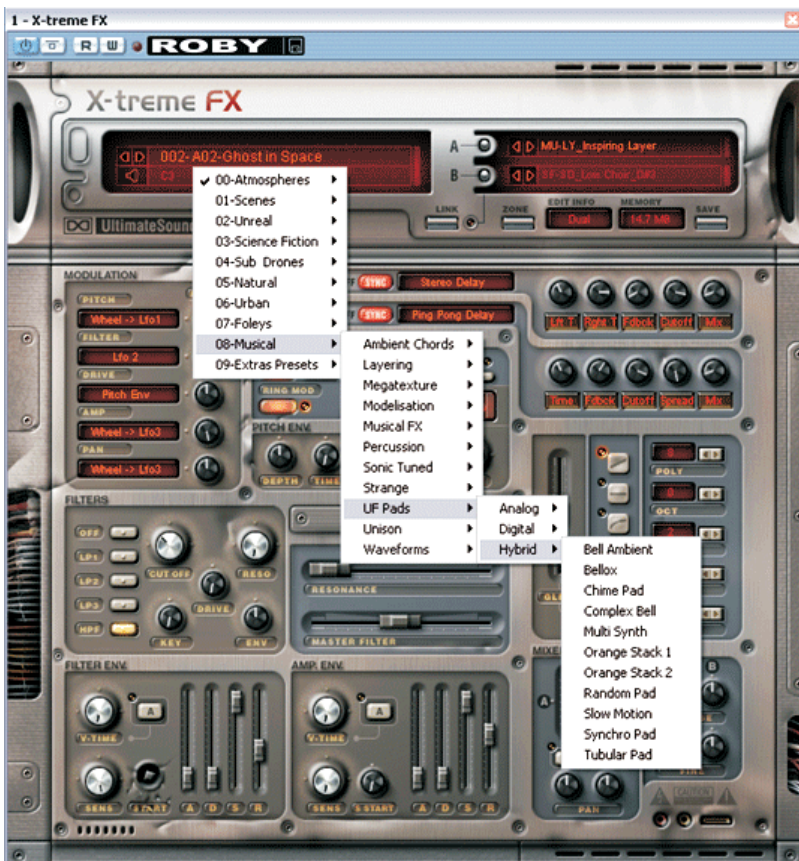 1 - X-treme FX
R W ROBY
X-treme FX
002-A02-Ghost in Space
C3
A
MU-LY_Inspiring Layer
B
SF-SD_Low Choir_D#3
LINK
ZONE
EDIT INFO
Dual
MEMORY
14.7 MB
SAVE
UltimateSoun
00-Atmospheres
01-Scenes
02-Unreal
03-Science Fiction
04-Sub Drones
05-Natural
06-Urban
07-Foleys
08-Musical
09-Extras Presets
Ambient Chords
Layering
Megatexture
Modelisation
Musical FX
Percussion
Sonic Tuned
Strange
UF Pads
Unison
Waveforms
Analog
Digital
Hybrid
Bell Ambient
Bellox
Chime Pad
Complex Bell
Multi Synth
Orange Stack 1
Orange Stack 2
Random Pad
Slow Motion
Synchro Pad
Tubular Pad
MODULATION
PITCH
Wheel -> Lfo1
FILTER
Lfo 2
DRIVE
Pitch Env
AMP
Wheel -> Lfo3
PAN
Wheel -> Lfo3
SYNC
Stereo Delay
SYNC
Ping Pong Delay
Lft T Rght T Fdbck Cutoff Mix
Time Fdbck Cutoff Spread Mix
RING MOD
PITCH ENV.
DEPTH TIME
POLY
OCT
FILTERS
OFF
LP1
LP2
LP3
HPF
CUT OFF
RESO
DRIVE
KEY
ENV
RESONANCE
MASTER FILTER
FILTER ENV.
V-TIME
A
SENS START A D S R
AMP. ENV.
V-TIME
A
SENS S START A D S R
MIXE
A
B
PAN
FINE
CAUTION